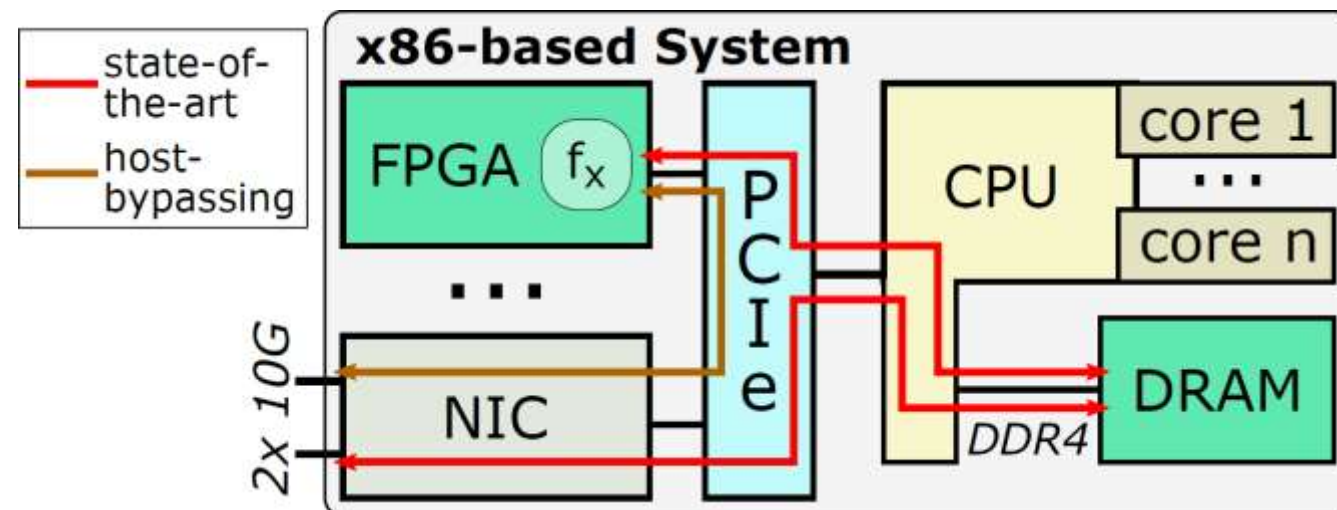 state-of-
the-art
host-
bypassing
x86-based System
FPGA
fx
...
NIC
2x 10G
PCIe
CPU
core 1
...
core n
DRAM
DDR4